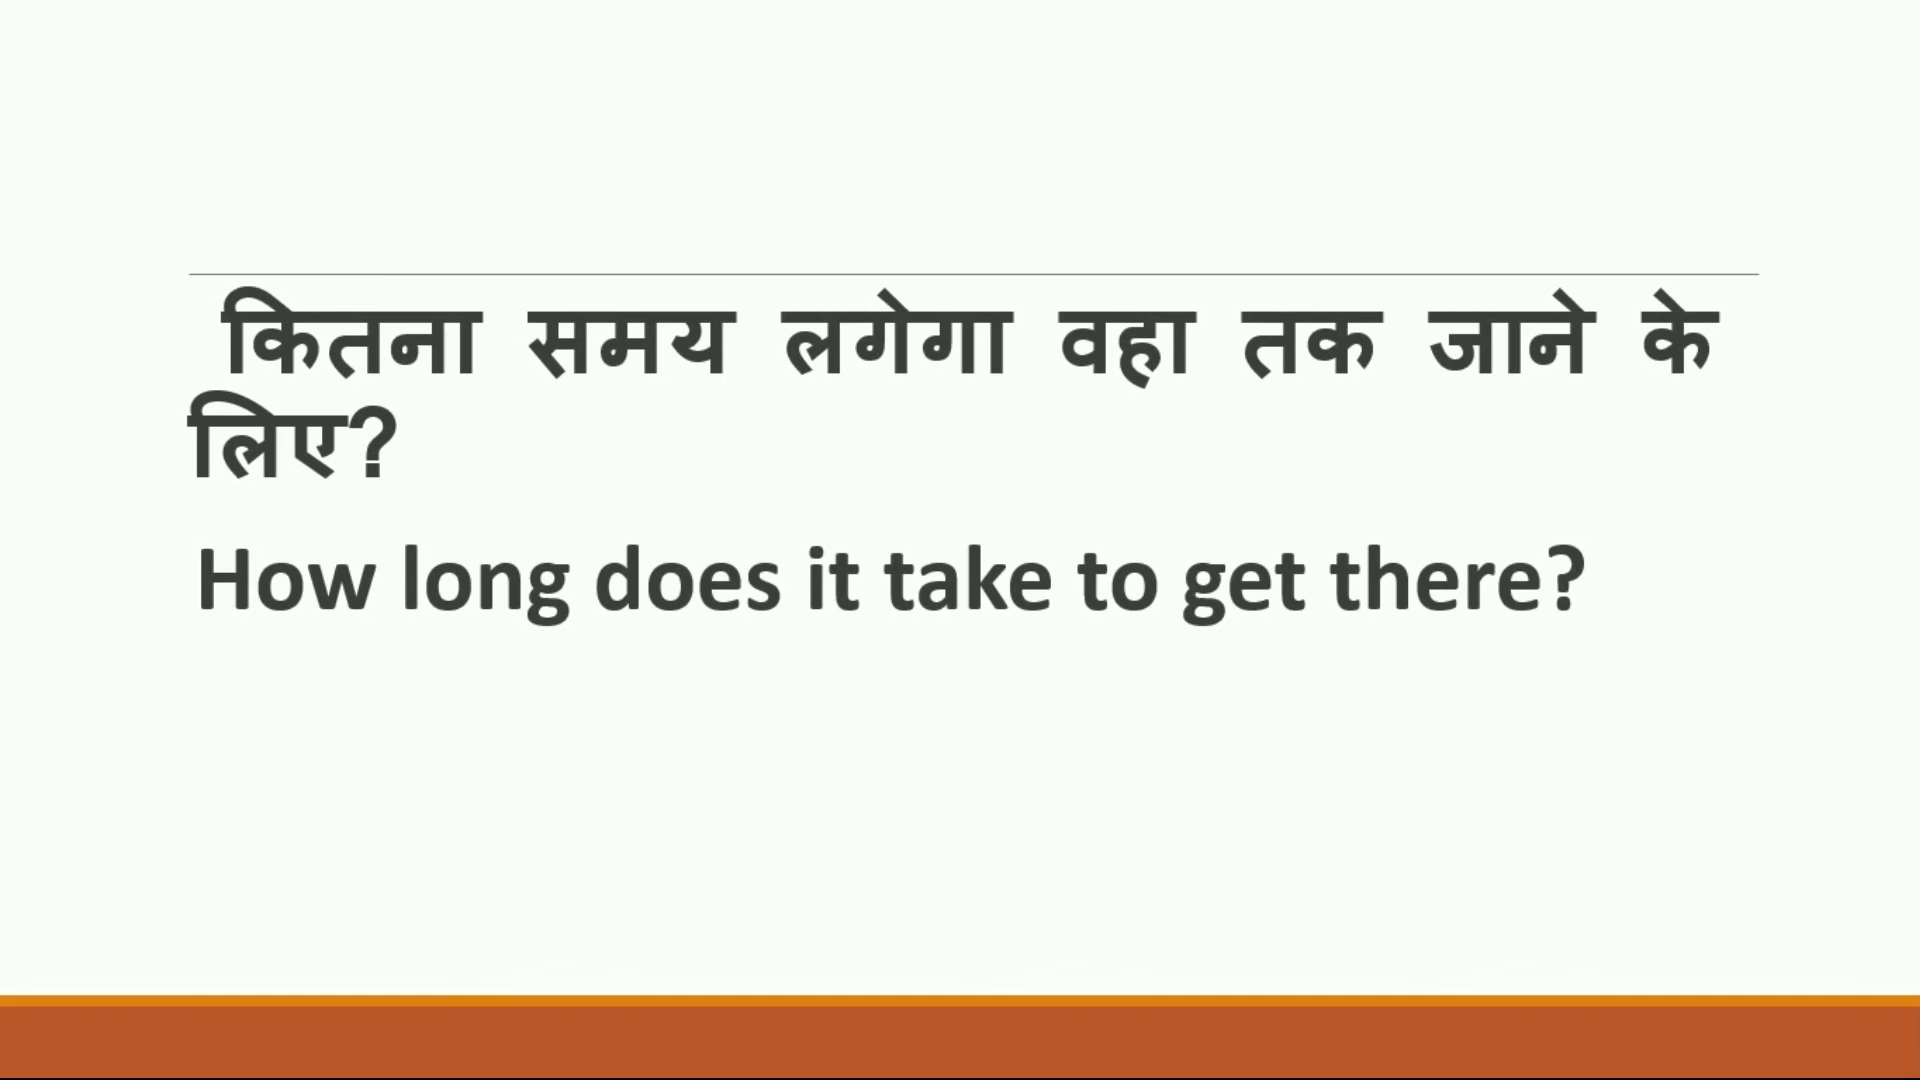 कितना समय लगेगा वहा तक जाने के
लिए?
How long does it take to get there?